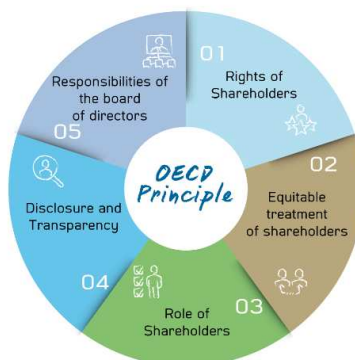 OECD
Principle
01
Rights of
Shareholders
02
Equitable
treatment
of shareholders
03
Role of
Shareholders
04
Disclosure and
Transparency
05
Responsibilities of
the board
of directors